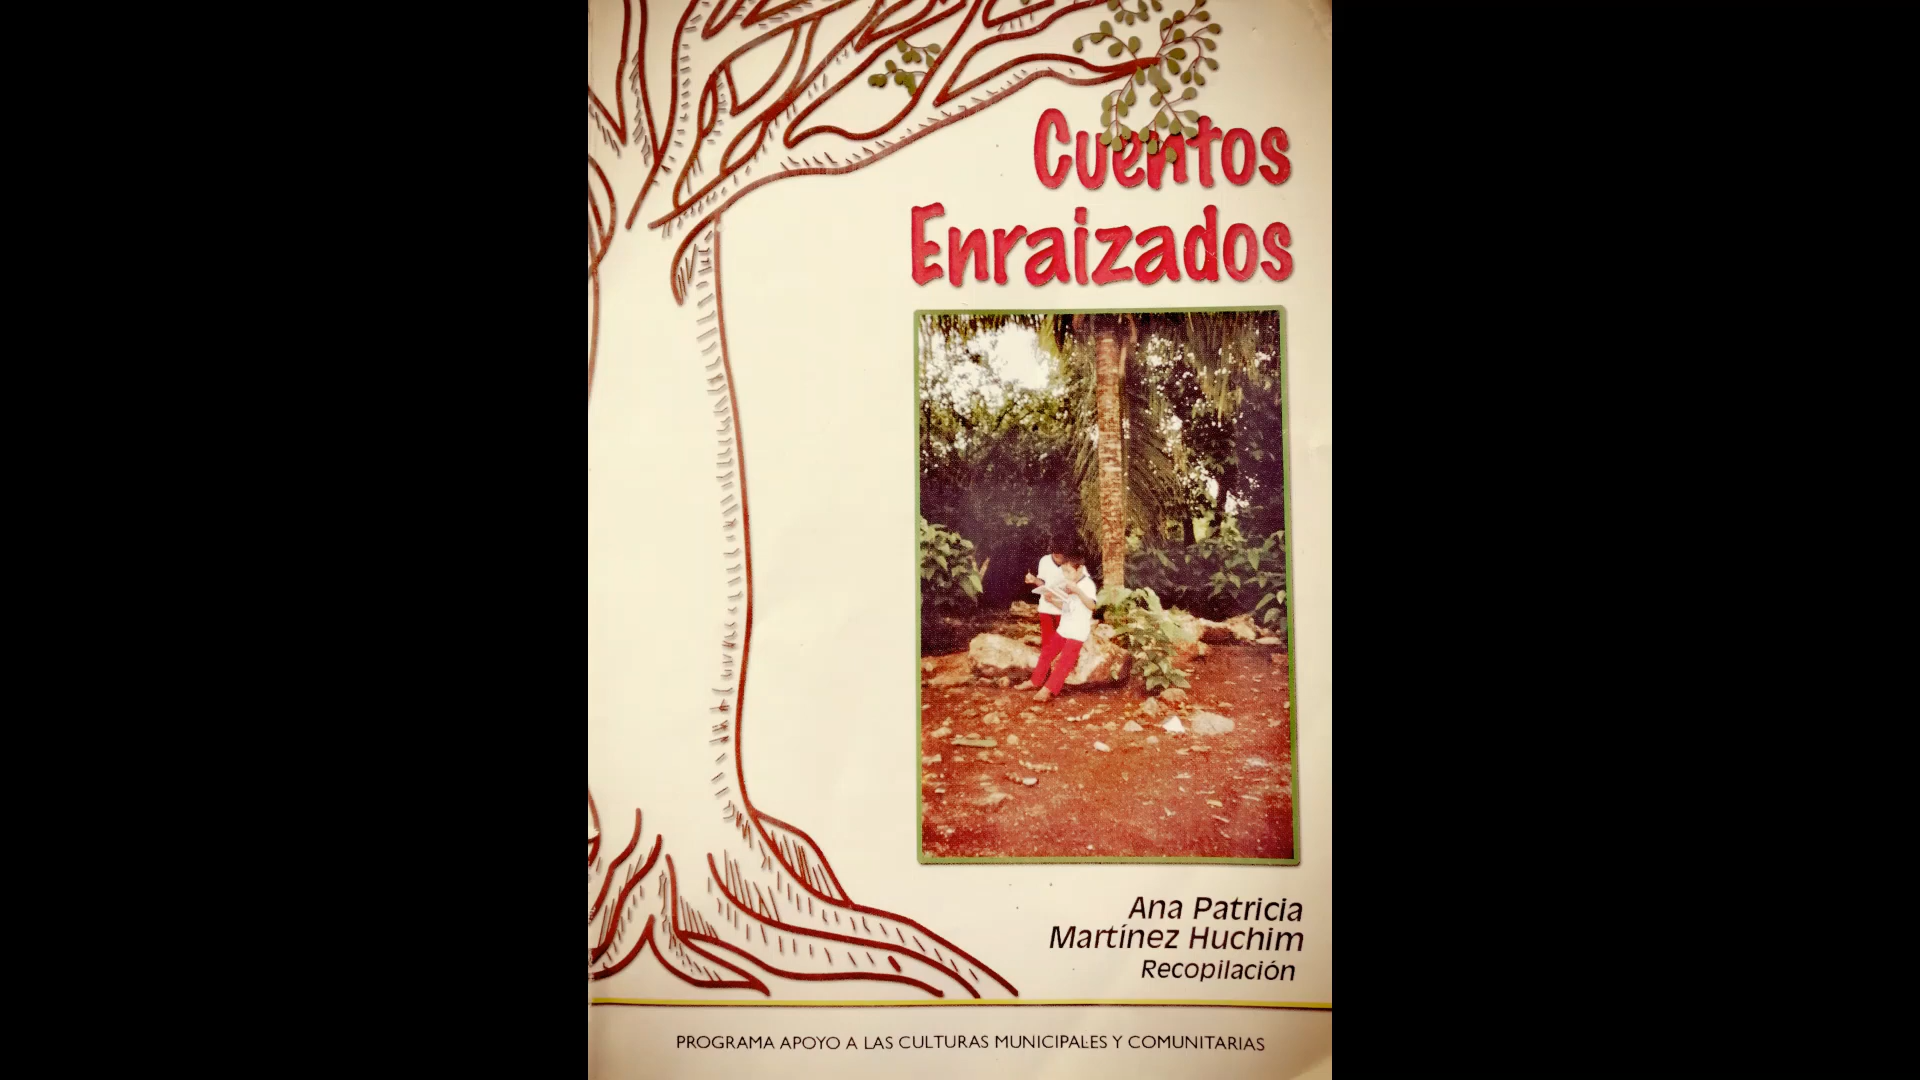 Cuentos
Enraizados
Ana Patricia
Martínez Huchim
Recopilación
PROGRAMA APOYO A LAS CULTURAS MUNICIPALES Y COMUNITARIAS